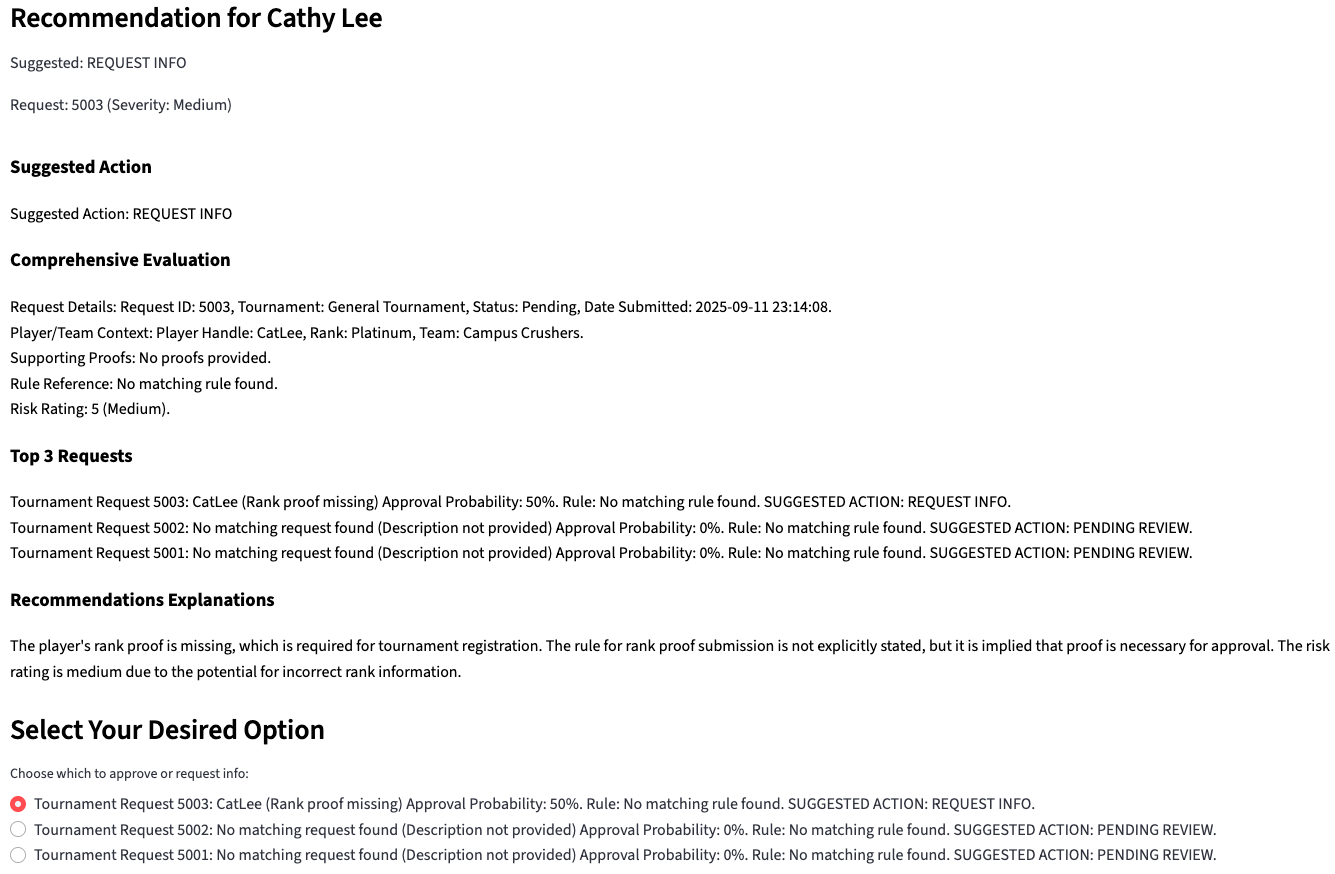 Recommendation for Cathy Lee
Suggested: REQUEST INFO
Request: 5003 (Severity: Medium)
Suggested Action
Suggested Action: REQUEST INFO
Comprehensive Evaluation
Request Details: Request ID: 5003, Tournament: General Tournament, Status: Pending, Date Submitted: 2025-09-11 23:14:08.
Player/Team Context: Player Handle: CatLee, Rank: Platinum, Team: Campus Crushers.
Supporting Proofs: No proofs provided.
Rule Reference: No matching rule found.
Risk Rating: 5 (Medium).
Top 3 Requests
Tournament Request 5003: CatLee (Rank proof missing) Approval Probability: 50%. Rule: No matching rule found. SUGGESTED ACTION: REQUEST INFO.
Tournament Request 5002: No matching request found (Description not provided) Approval Probability: 0%. Rule: No matching rule found. SUGGESTED ACTION: PENDING REVIEW.
Tournament Request 5001: No matching request found (Description not provided) Approval Probability: 0%. Rule: No matching rule found. SUGGESTED ACTION: PENDING REVIEW.
Recommendations Explanations
The player's rank proof is missing, which is required for tournament registration. The rule for rank proof submission is not explicitly stated, but it is implied that proof is necessary for approval. The risk
rating is medium due to the potential for incorrect rank information.
Select Your Desired Option
Choose which to approve or request info:
Tournament Request 5003: CatLee (Rank proof missing) Approval Probability: 50%. Rule: No matching rule found. SUGGESTED ACTION: REQUEST INFO.
Tournament Request 5002: No matching request found (Description not provided) Approval Probability: 0%. Rule: No matching rule found. SUGGESTED ACTION: PENDING REVIEW.
Tournament Request 5001: No matching request found (Description not provided) Approval Probability: 0%. Rule: No matching rule found. SUGGESTED ACTION: PENDING REVIEW.